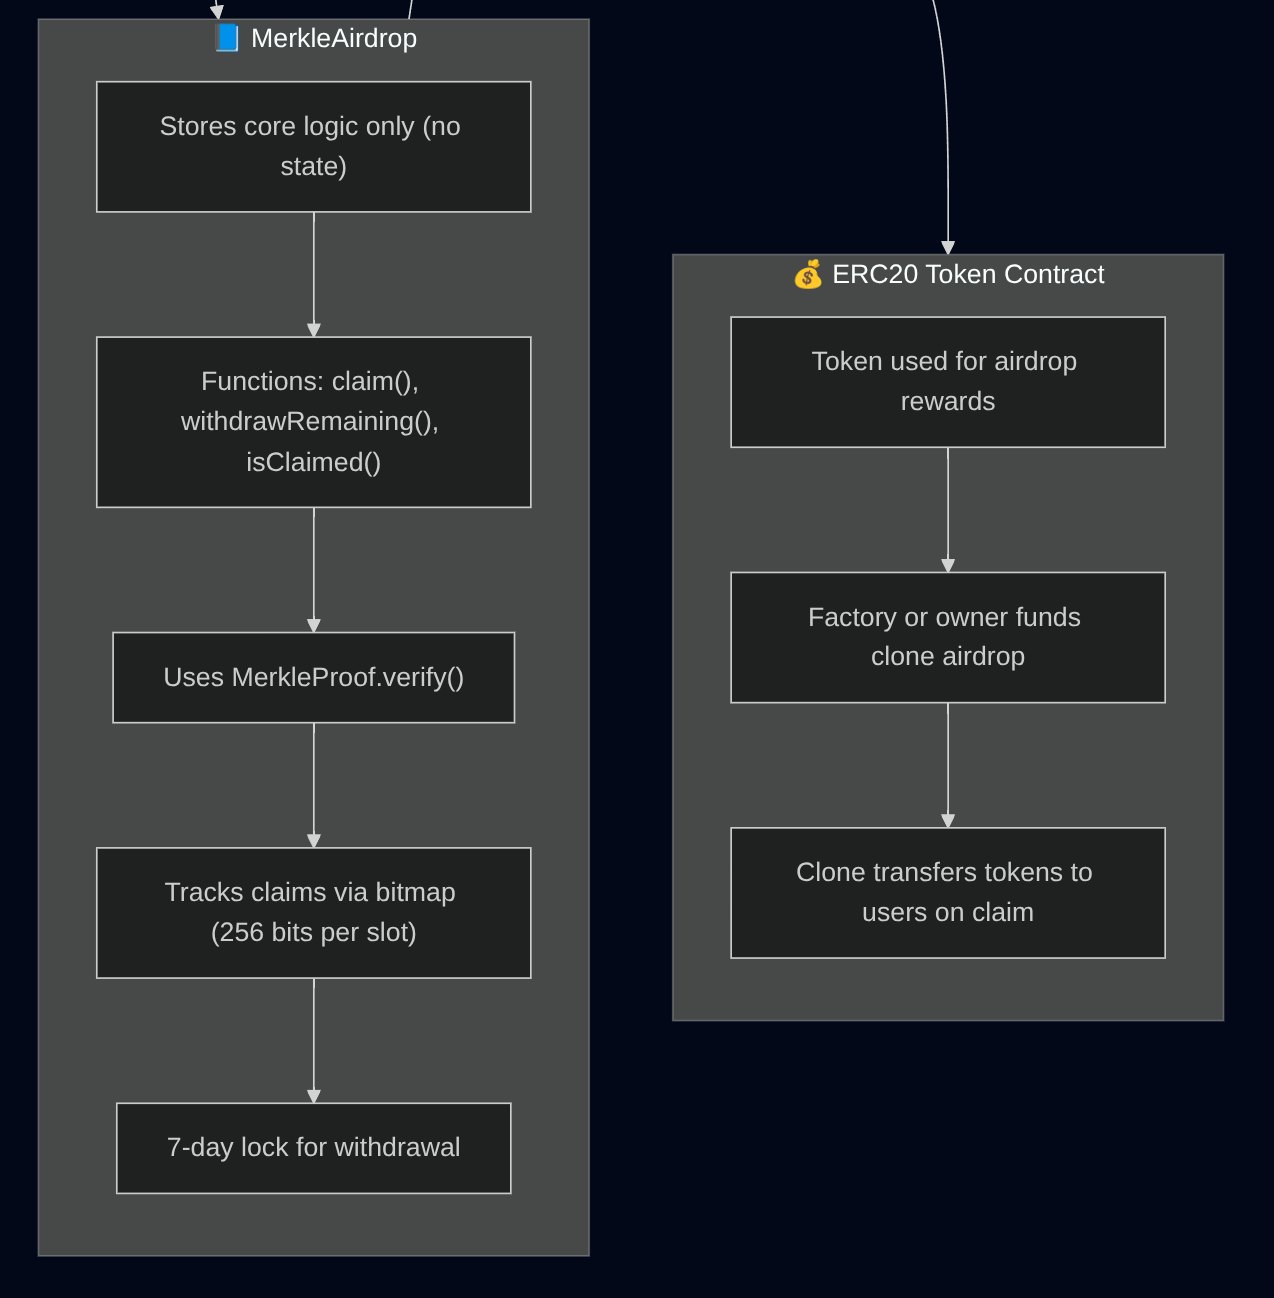 📘 MerkleAirdrop
Stores core logic only (no
state)
Functions: claim(),
withdrawRemaining(),
isClaimed()
Uses MerkleProof.verify()
Tracks claims via bitmap
(256 bits per slot)
7-day lock for withdrawal
💰 ERC20 Token Contract
Token used for airdrop
rewards
Factory or owner funds
clone airdrop
Clone transfers tokens to
users on claim